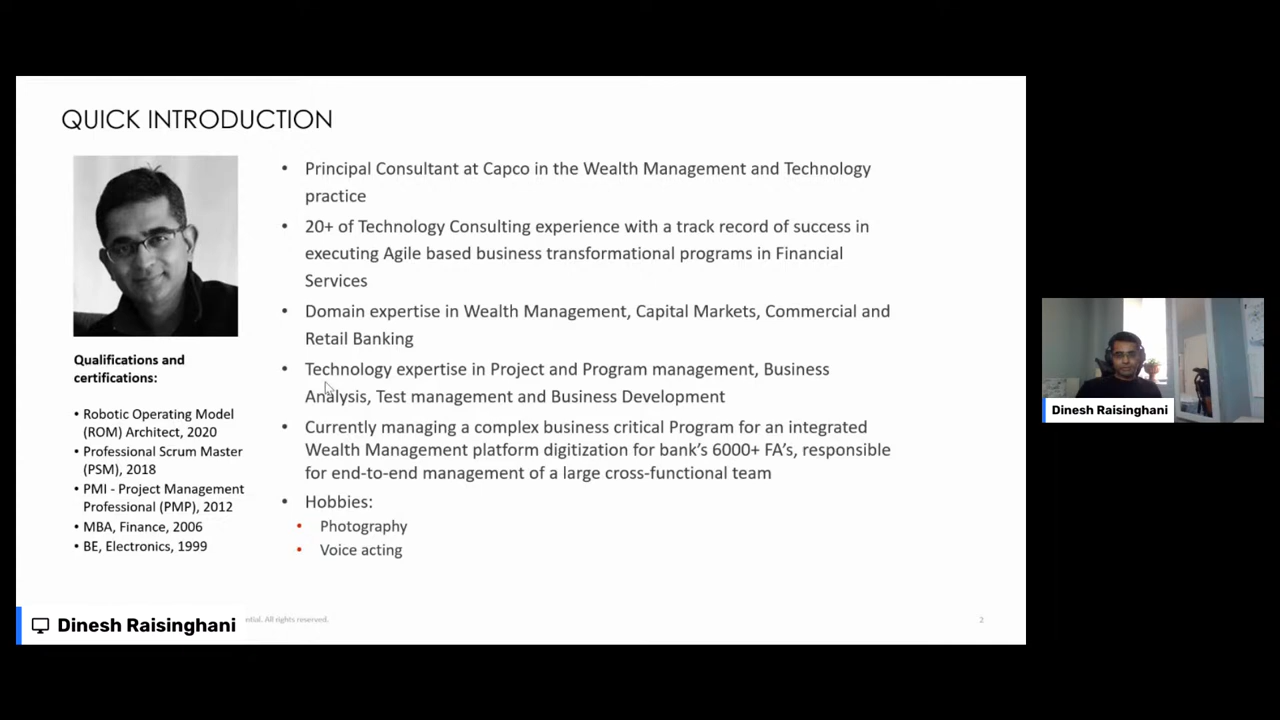 QUICK INTRODUCTION
• Principal Consultant at Capco in the Wealth Management and Technology
practice
• 20+ of Technology Consulting experience with a track record of success in
executing Agile based business transformational programs in Financial
Services
• Domain expertise in Wealth Management, Capital Markets, Commercial and
Retail Banking
• Technology expertise in Project and Program management, Business
Analysis, Test management and Business Development
• Currently managing a complex business critical Program for an integrated
Wealth Management platform digitization for bank's 6000+ FA's, responsible
for end-to-end management of a large cross-functional team
• Hobbies:
• Photography
• Voice acting
Qualifications and
certifications:
• Robotic Operating Model
(ROM) Architect, 2020
• Professional Scrum Master
(PSM), 2018
• PMI - Project Management
Professional (PMP), 2012
• MBA, Finance, 2006
• BE, Electronics, 1999
All rights reserved.
2
Dinesh Raisinghani
Dinesh Raisinghani